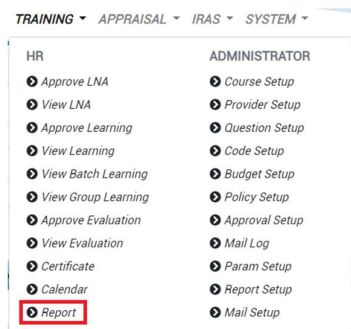 TRAINING APPRAISAL IRAS SYSTEM
HR
Approve LNA
View LNA
Approve Learning
View Learning
View Batch Learning
View Group Learning
Approve Evaluation
View Evaluation
Certificate
Calendar
Report
ADMINISTRATOR
Course Setup
Provider Setup
Question Setup
Code Setup
Budget Setup
Policy Setup
Approval Setup
Mail Log
Param Setup
Report Setup
Mail Setup